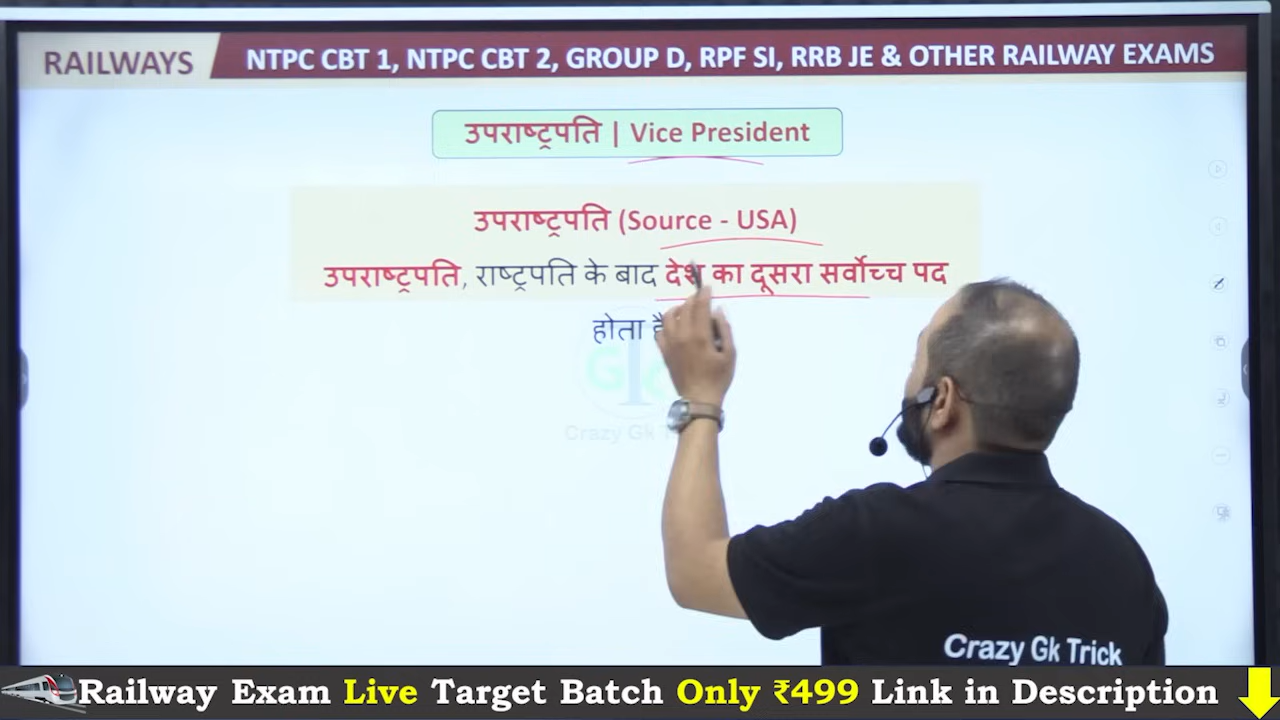 RAILWAYS
NTPC CBT 1, NTPC CBT 2, GROUP D, RPF SI, RRB JE & OTHER RAILWAY EXAMS
उपराष्ट्रपति | Vice President
उपराष्ट्रपति (Source - USA)
उपराष्ट्रपति, राष्ट्रपति के बाद देश का दूसरा सर्वोच्च पद
होता
Crazy Gk
Crazy Gk Trick
Railway Exam Live Target Batch Only ₹499 Link in Description